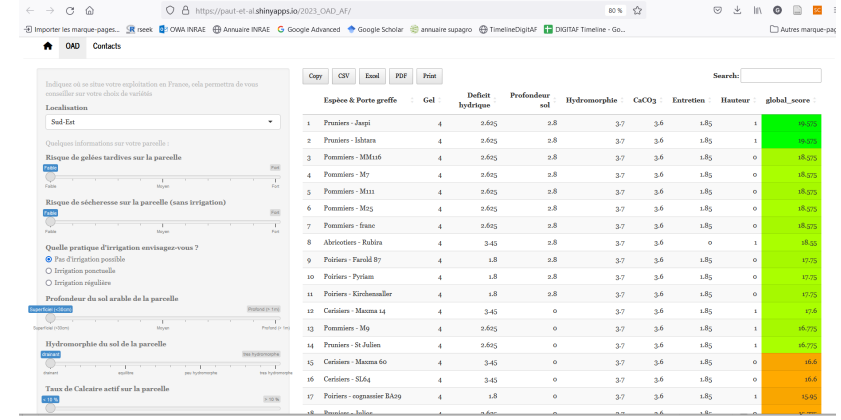 https://paut-et-al.shinyapps.io/2023_OAD_AF/ 80 %
Importer les marque-pages... rseek OWA INRAE Annuaire INRAE Google Advanced Google Scholar annuaire supagro TimelineDigitAF DIGITAF Timeline - Go... Autres marque-pag
OAD Contacts
Indiquez où se situe votre exploitation en France, cela permettra de vous
conseiller sur votre choix de variétés
Localisation
Sud-Est
Quelques informations sur votre parcelle :
Risque de gelées tardives sur la parcelle
Faible Fort
Faible Moyen Fort
Risque de sécheresse sur la parcelle (sans irrigation)
Faible Fort
Faible Moyen Fort
Quelle pratique d'irrigation envisagez-vous ?
Pas d'irrigation possible
Irrigation ponctuelle
Irrigation régulière
Profondeur du sol arable de la parcelle
Superficiel (<30cm) Profond (> 1m)
Superficiel (<30cm) Moyen Profond (> 1m)
Hydromorphie du sol de la parcelle
drainant tres hydromorphe
drainant equilibre peu hydromorphe tres hydromorphe
Taux de Calcaire actif sur la parcelle
< 10 % > 10 %
Copy CSV Excel PDF Print Search:
Espèce & Porte greffe Gel Deficit hydrique Profondeur sol Hydromorphie CaCO3 Entretien Hauteur global_score
1 Pruniers - Jaspi 4 2.625 2.8 3.7 3.6 1.85 1 19.575
2 Pruniers - Ishtara 4 2.625 2.8 3.7 3.6 1.85 1 19.575
3 Pommiers - MM116 4 2.625 2.8 3.7 3.6 1.85 0 18.575
4 Pommiers - M7 4 2.625 2.8 3.7 3.6 1.85 0 18.575
5 Pommiers - M111 4 2.625 2.8 3.7 3.6 1.85 0 18.575
6 Pommiers - M25 4 2.625 2.8 3.7 3.6 1.85 0 18.575
7 Pommiers - franc 4 2.625 2.8 3.7 3.6 1.85 0 18.575
8 Abricotiers - Rubira 4 3.45 2.8 3.7 3.6 0 1 18.55
9 Poiriers - Farold 87 4 1.8 2.8 3.7 3.6 1.85 0 17.75
10 Poiriers - Pyriam 4 1.8 2.8 3.7 3.6 1.85 0 17.75
11 Poiriers - Kirchensaller 4 1.8 2.8 3.7 3.6 1.85 0 17.75
12 Cerisiers - Maxma 14 4 3.45 0 3.7 3.6 1.85 1 17.6
13 Pommiers - M9 4 2.625 0 3.7 3.6 1.85 1 16.775
14 Pruniers - St Julien 4 2.625 0 3.7 3.6 1.85 1 16.775
15 Cerisiers - Maxma 60 4 3.45 0 3.7 3.6 1.85 0 16.6
16 Cerisiers - SL64 4 3.45 0 3.7 3.6 1.85 0 16.6
17 Poiriers - cognassier BA29 4 1.8 0 3.7 3.6 1.85 1 15.95